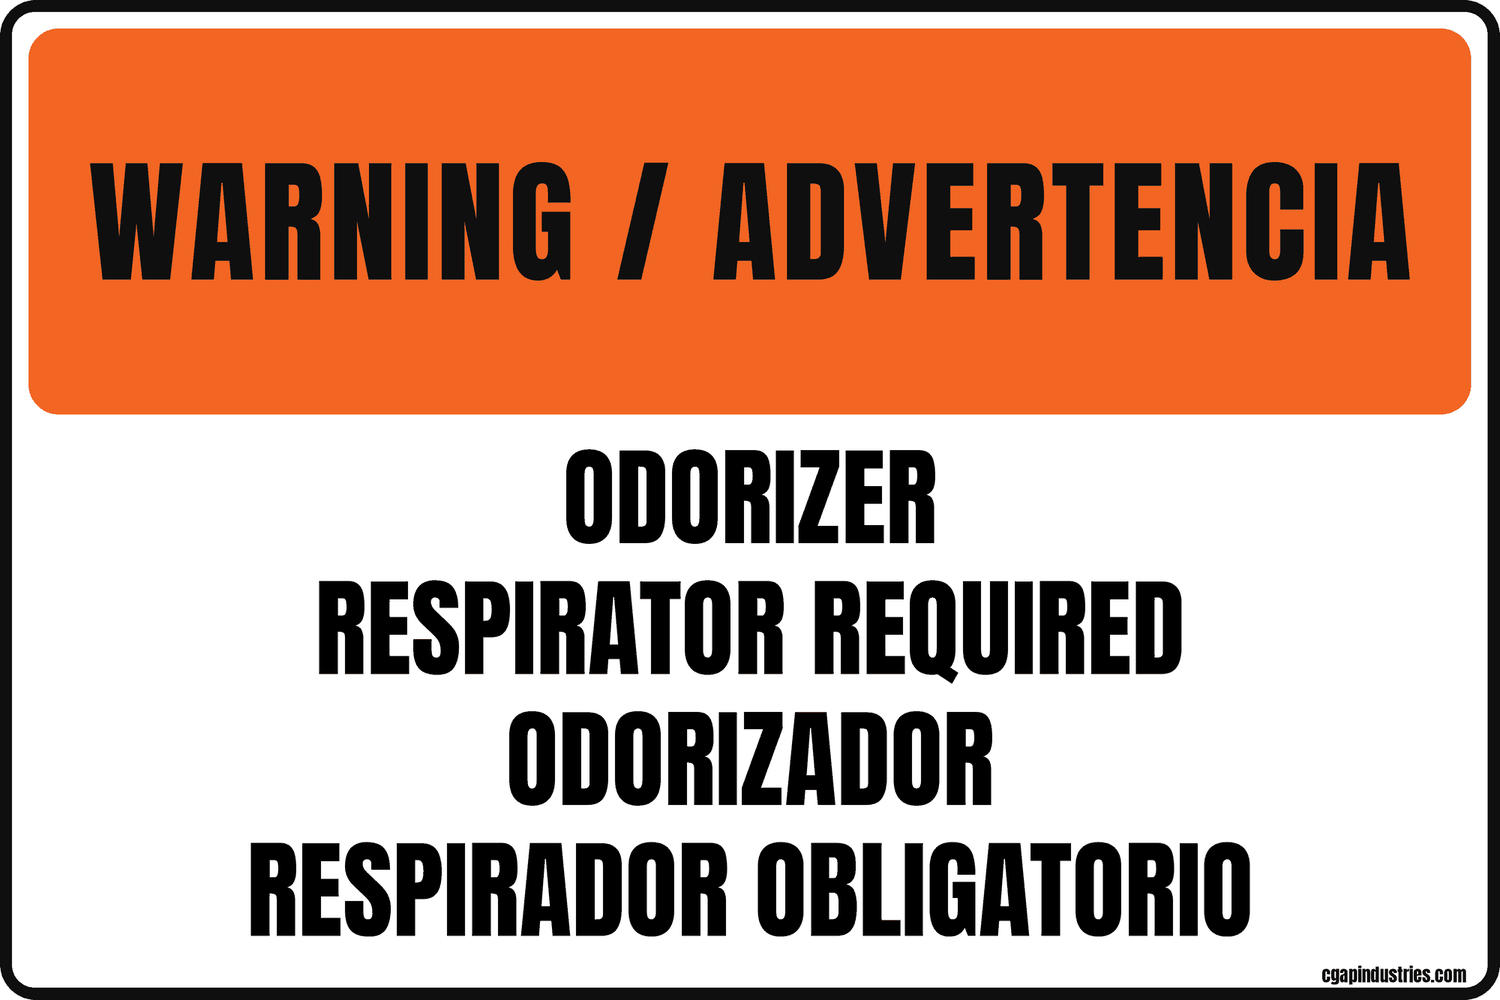 WARNING / ADVERTENCIA
ODORIZER
RESPIRATOR REQUIRED
ODORIZADOR
RESPIRADOR OBLIGATORIO
cgapindustries.com